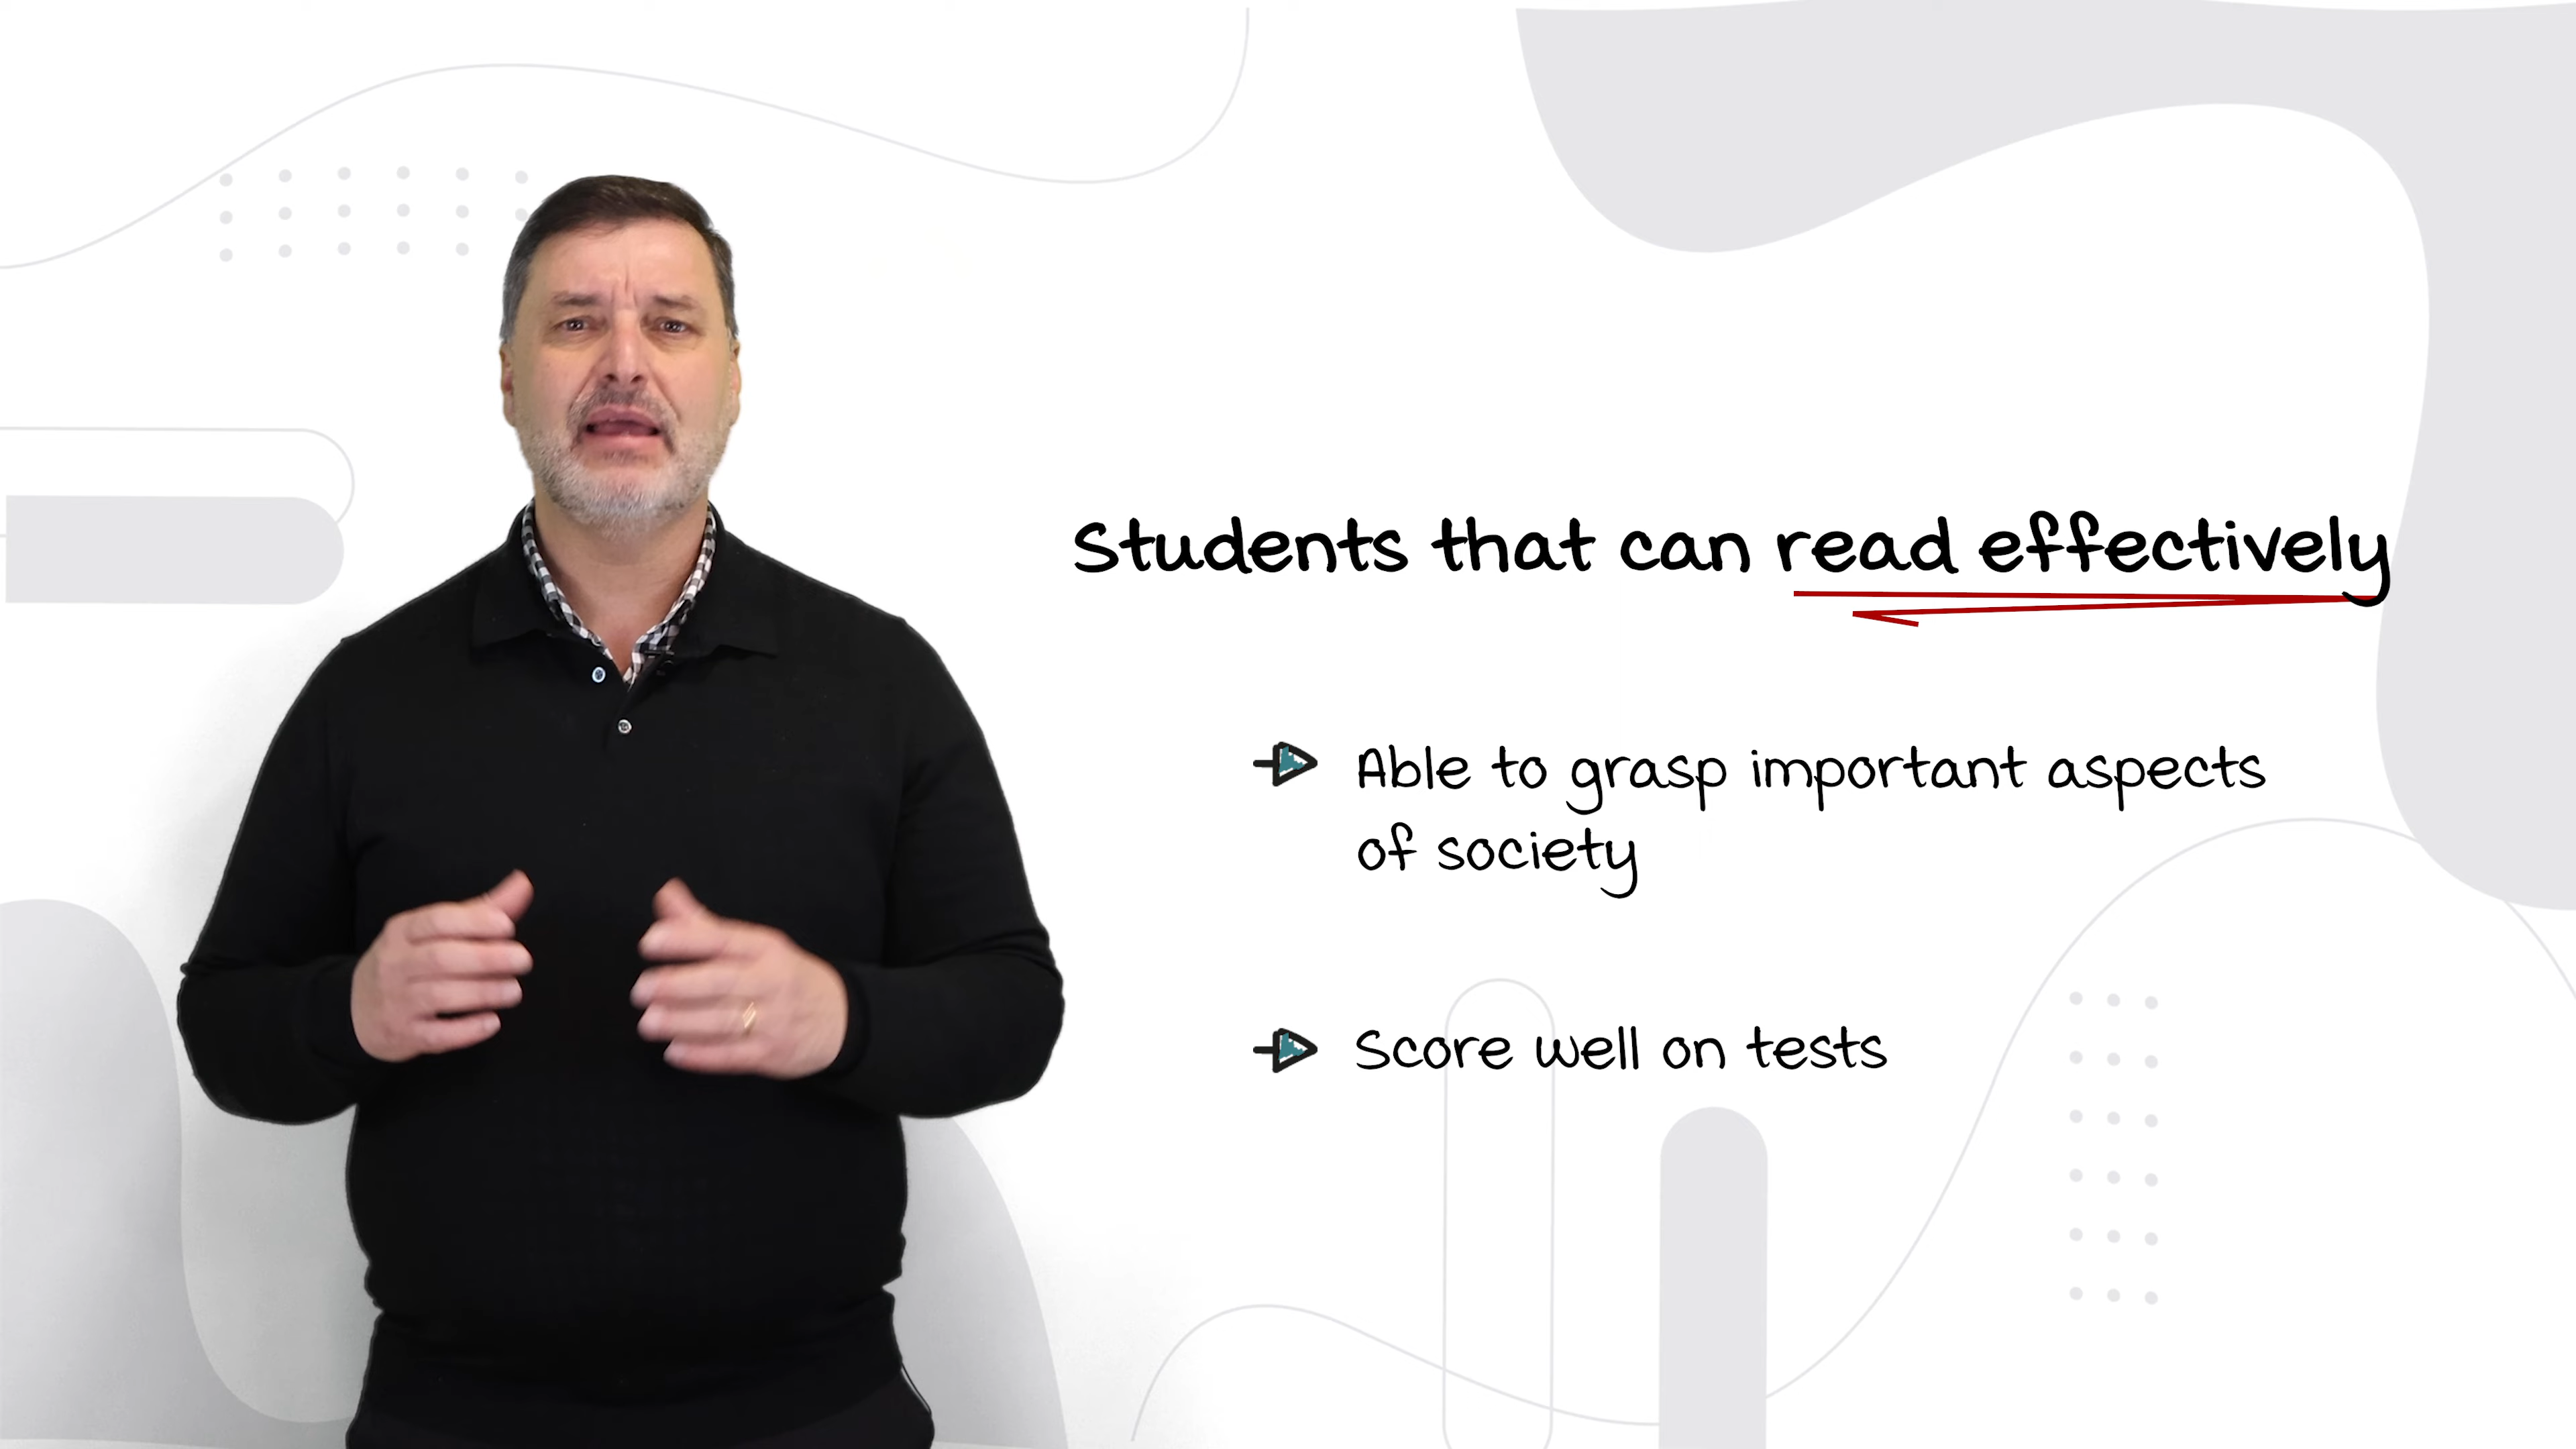 Students that can read effectively
Able to grasp important aspects
of society
Score well on tests